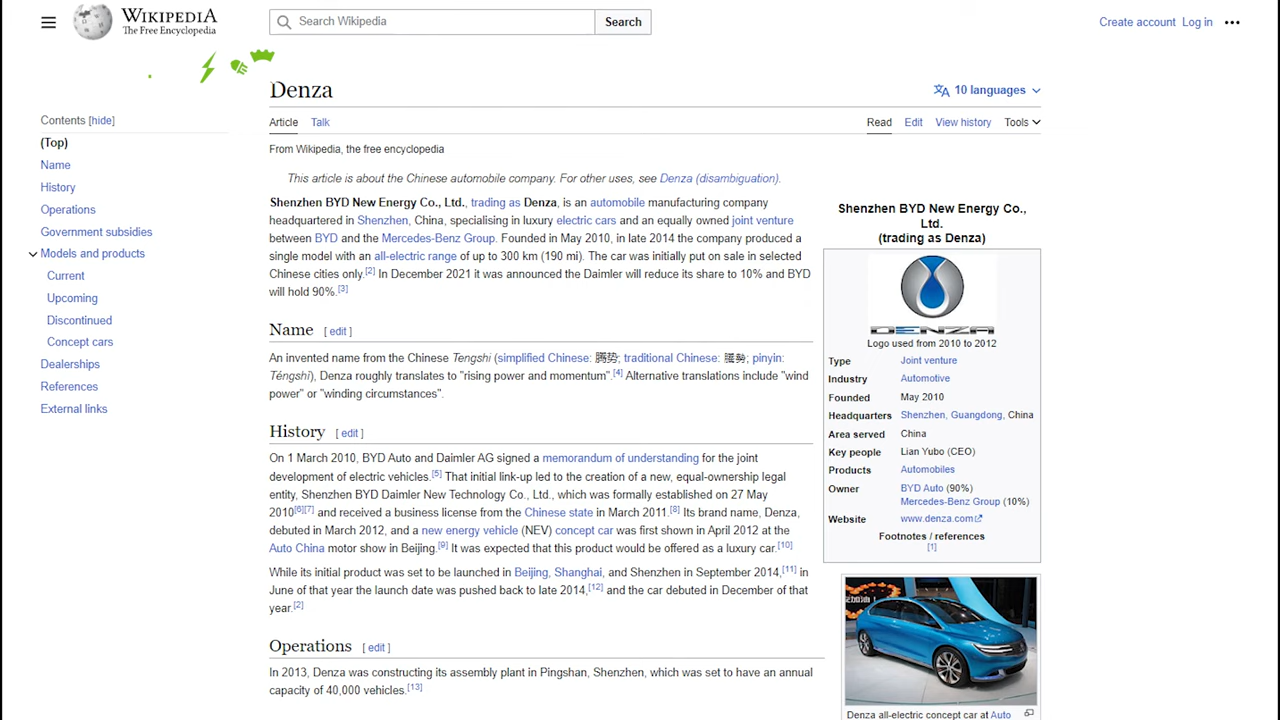 WIKIPEDIA
The Free Encyclopedia
Search Wikipedia
Search
Create account Log in
Denza
10 languages
Contents [hide]
(Top)
Name
History
Operations
Government subsidies
Models and products
Current
Upcoming
Discontinued
Concept cars
Dealerships
References
External links
Article Talk
Read Edit View history Tools
From Wikipedia, the free encyclopedia
This article is about the Chinese automobile company. For other uses, see Denza (disambiguation).
Shenzhen BYD New Energy Co., Ltd., trading as Denza, is an automobile manufacturing company
headquartered in Shenzhen, China, specialising in luxury electric cars and an equally owned joint venture
between BYD and the Mercedes-Benz Group. Founded in May 2010, in late 2014 the company produced a
single model with an all-electric range of up to 300 km (190 mi). The car was initially put on sale in selected
Chinese cities only.[2] In December 2021 it was announced the Daimler will reduce its share to 10% and BYD
will hold 90%.[3]
Name [ edit ]
An invented name from the Chinese Tengshi (simplified Chinese: 腾势; traditional Chinese: 騰勢; pinyin:
Téngshì), Denza roughly translates to "rising power and momentum".[4] Alternative translations include "wind
power" or "winding circumstances".
History [ edit ]
On 1 March 2010, BYD Auto and Daimler AG signed a memorandum of understanding for the joint
development of electric vehicles.[5] That initial link-up led to the creation of a new, equal-ownership legal
entity, Shenzhen BYD Daimler New Technology Co., Ltd., which was formally established on 27 May
2010[6][7] and received a business license from the Chinese state in March 2011.[8] Its brand name, Denza,
debuted in March 2012, and a new energy vehicle (NEV) concept car was first shown in April 2012 at the
Auto China motor show in Beijing.[9] It was expected that this product would be offered as a luxury car.[10]
While its initial product was set to be launched in Beijing, Shanghai, and Shenzhen in September 2014,[11] in
June of that year the launch date was pushed back to late 2014,[12] and the car debuted in December of that
year.[2]
Operations [ edit ]
In 2013, Denza was constructing its assembly plant in Pingshan, Shenzhen, which was set to have an annual
capacity of 40,000 vehicles.[13]
Shenzhen BYD New Energy Co.,
Ltd.
(trading as Denza)
DENZA
Logo used from 2010 to 2012
Type Joint venture
Industry Automotive
Founded May 2010
Headquarters Shenzhen, Guangdong, China
Area served China
Key people Lian Yubo (CEO)
Products Automobiles
Owner BYD Auto (90%)
Mercedes-Benz Group (10%)
Website www.denza.com
Footnotes / references
[1]
Denza all-electric concept car at Auto